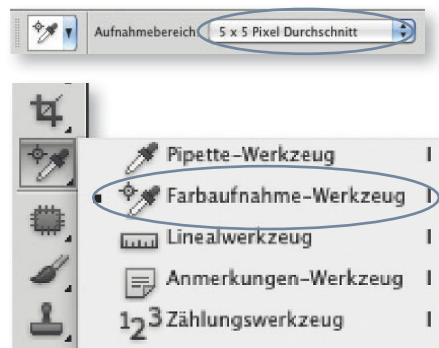 Aufnahmebereich: 5 x 5 Pixel Durchschnitt
Pipette-Werkzeug I
Farbaufnahme-Werkzeug I
Linealwerkzeug I
Anmerkungen-Werkzeug I
123 Zählungswerkzeug I